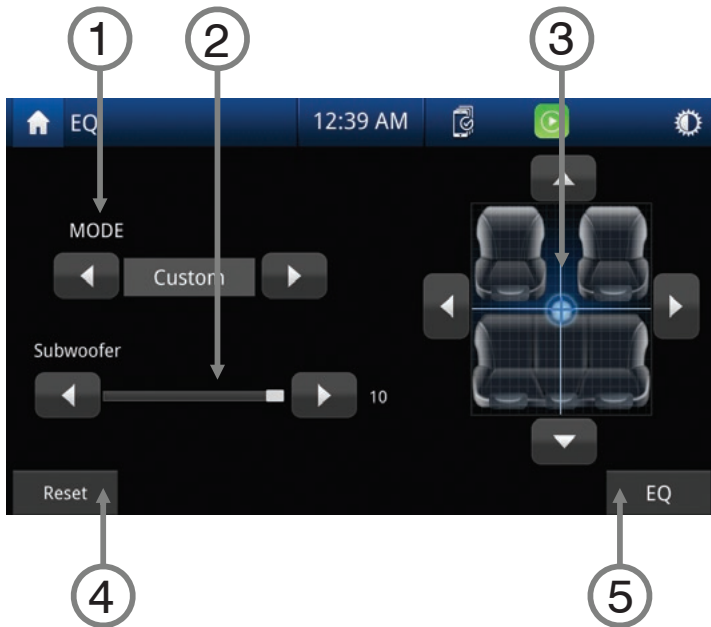 1 2 3
EQ 12:39 AM
MODE
Custom
Subwoofer
10
Reset EQ
4 5